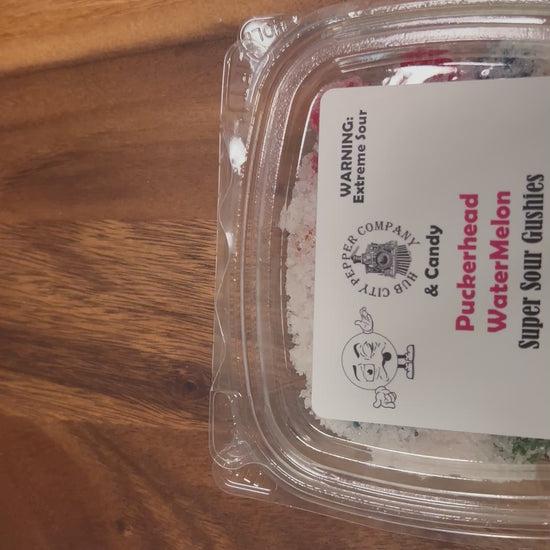 WARNING:
Extreme Sour
HUB CITY PEPPER COMPANY
& Candy
Puckerhead
WaterMelon
Super Sour Gushies